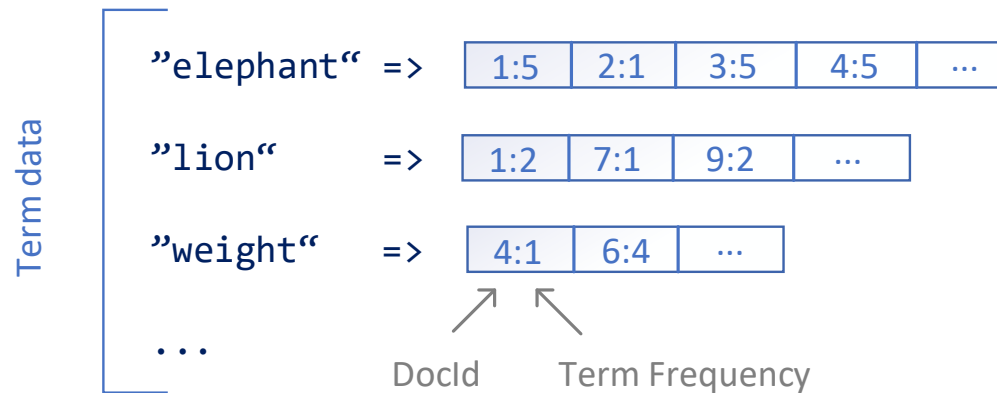 Term data
”elephant“ => 1:5 2:1 3:5 4:5 ...
”lion“ => 1:2 7:1 9:2 ...
”weight“ => 4:1 6:4 ...
...
DocId Term Frequency